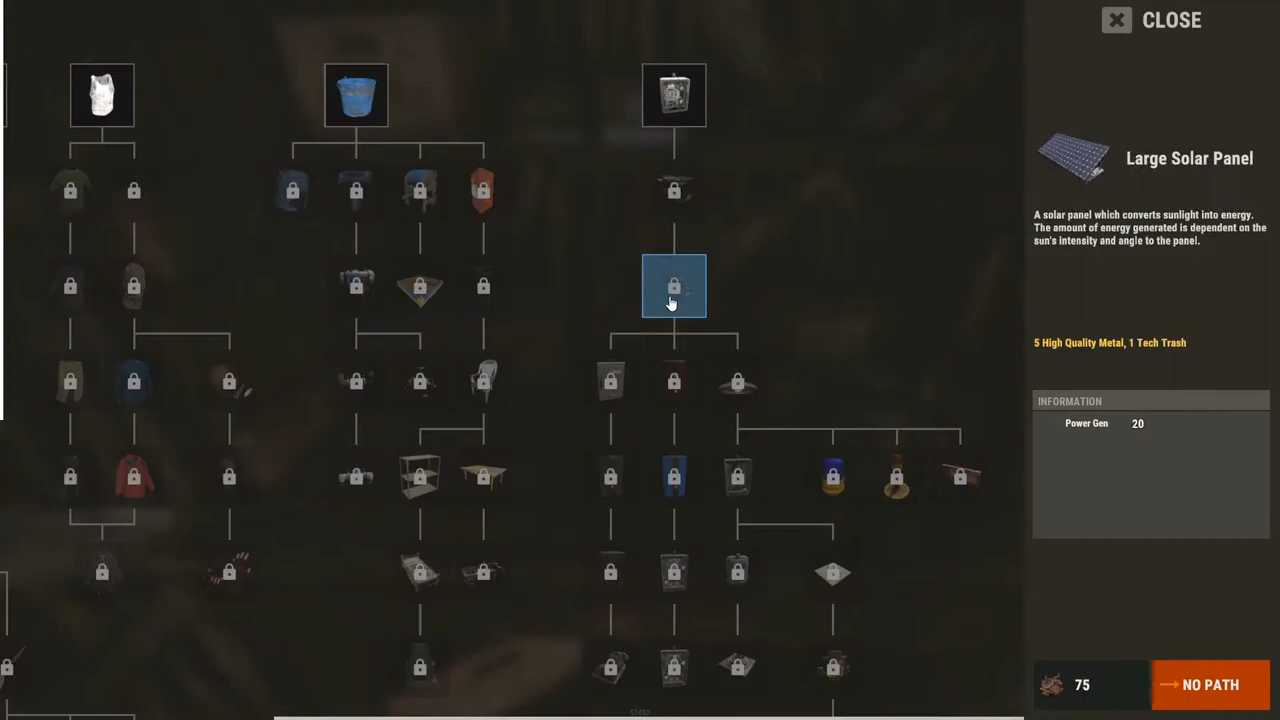 CLOSE
Large Solar Panel
A solar panel which converts sunlight into energy.
The amount of energy generated is dependent on the
sun's intensity and angle to the panel.
5 High Quality Metal, 1 Tech Trash
INFORMATION
Power Gen 20
75
NO PATH